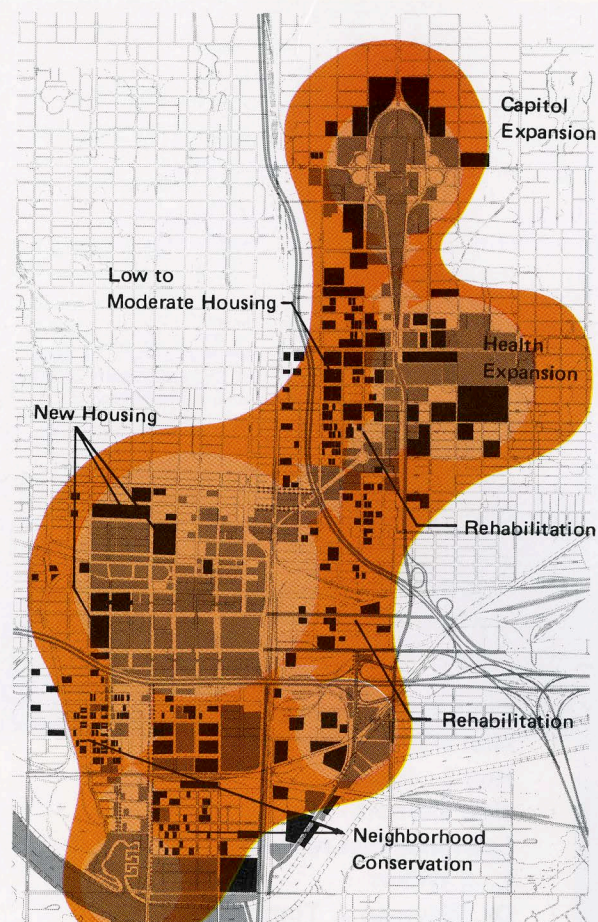 Capitol
Expansion
Low to
Moderate Housing
Health
Expansion
New Housing
Rehabilitation
Rehabilitation
Neighborhood
Conservation